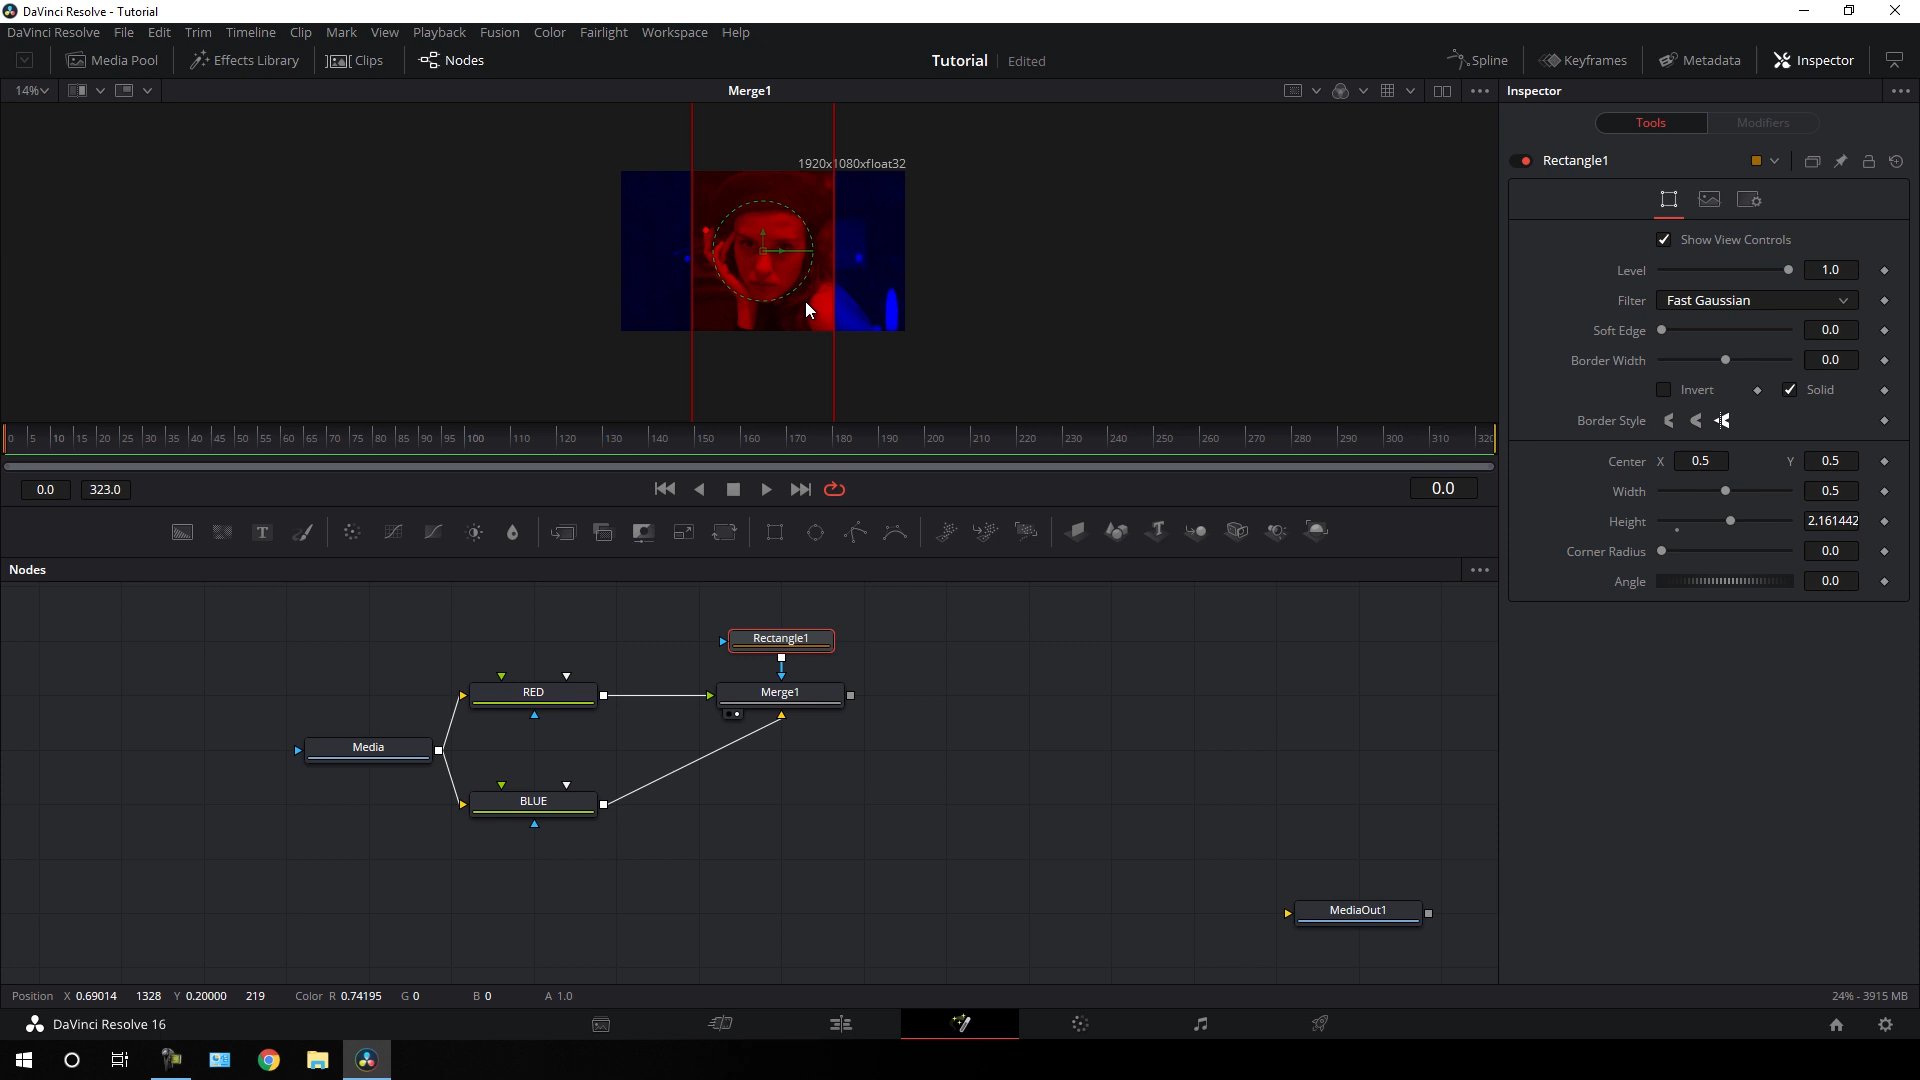 DaVinci Resolve - Tutorial
DaVinci Resolve File Edit Trim Timeline Clip Mark View Playback Fusion Color Fairlight Workspace Help
Media Pool Effects Library Clips Nodes Tutorial Edited Spline Keyframes Metadata Inspector
14% Merge1 Inspector
Tools Modifiers
1920x1080xfloat32
Rectangle1
Show View Controls
Level 1.0
Filter Fast Gaussian
Soft Edge 0.0
Border Width 0.0
Invert Solid
Border Style
0 5 10 15 20 25 30 35 40 45 50 55 60 65 70 75 80 85 90 95 100 110 120 130 140 150 160 170 180 190 200 210 220 230 240 250 260 270 280 290 300 310 320
Center X 0.5 Y 0.5
0.0 323.0 0.0
Width 0.5
Height 2.161442
Corner Radius 0.0
Angle 0.0
Nodes
Rectangle1
RED
Merge1
Media
BLUE
MediaOut1
Position X 0.69014 1328 Y 0.20000 219 Color R 0.74195 G 0 B 0 A 1.0 24% - 3915 MB
DaVinci Resolve 16